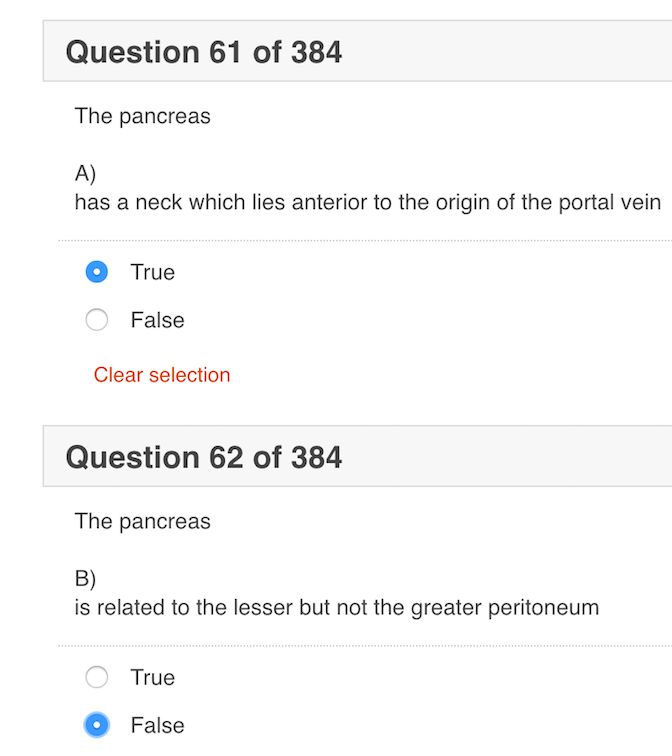 Question 61 of 384
The pancreas
A)
has a neck which lies anterior to the origin of the portal vein
True
False
Clear selection
Question 62 of 384
The pancreas
B)
is related to the lesser but not the greater peritoneum
True
False